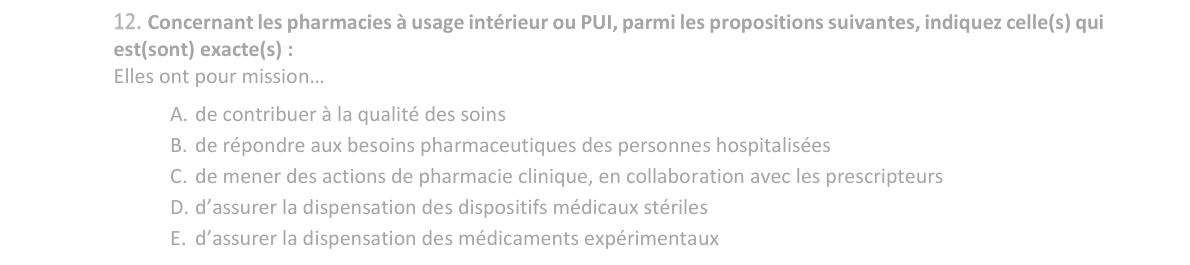 12. Concernant les pharmacies à usage intérieur ou PUI, parmi les propositions suivantes, indiquez celle(s) qui
est(sont) exacte(s) :
Elles ont pour mission…
A. de contribuer à la qualité des soins
B. de répondre aux besoins pharmaceutiques des personnes hospitalisées
C. de mener des actions de pharmacie clinique, en collaboration avec les prescripteurs
D. d’assurer la dispensation des dispositifs médicaux stériles
E. d’assurer la dispensation des médicaments expérimentaux